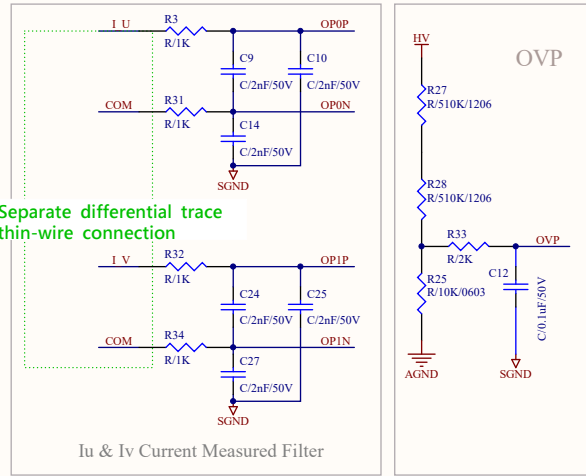 I_U
R3
R/1K
OP0P
C9
C/2nF/50V
C10
C/2nF/50V
COM
R31
R/1K
OP0N
C14
C/2nF/50V
SGND
Separate differential trace
thin-wire connection
I_V
R32
R/1K
OP1P
C24
C/2nF/50V
C25
C/2nF/50V
COM
R34
R/1K
OP1N
C27
C/2nF/50V
SGND
Iu & Iv Current Measured Filter
OVP
HV
R27
R/510K/1206
R28
R/510K/1206
R33
R/2K
OVP
R25
R/10K/0603
C12
C/0.1uF/50V
AGND
SGND